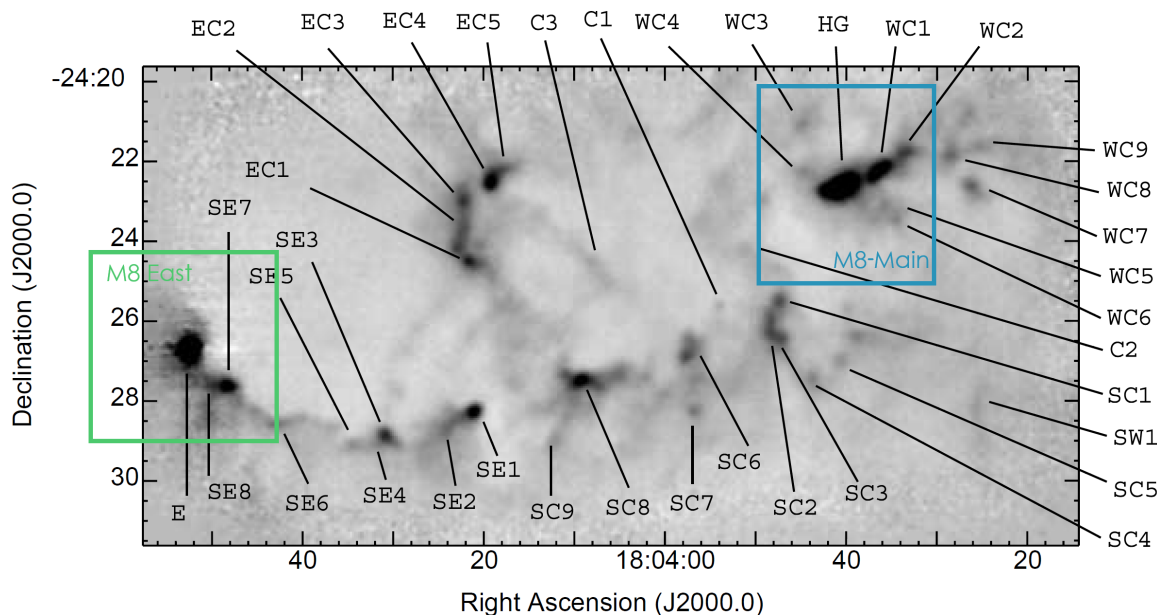 EC2 EC3 EC4 EC5 C3 C1 WC4 WC3 HG WC1 WC2
-24:20
WC9
22
EC1
WC8
SE7
WC7
24
SE3
M8 East
SE5
M8-Main
WC5
26
WC6
C2
SC1
28
SW1
SE1
SC6
30
SE8 SE6 SE4 SE2 SC9 SC8 SC7 SC2 SC3 SC5
E
SC4
40 20 18:04:00 40 20
Declination (J2000.0)
Right Ascension (J2000.0)